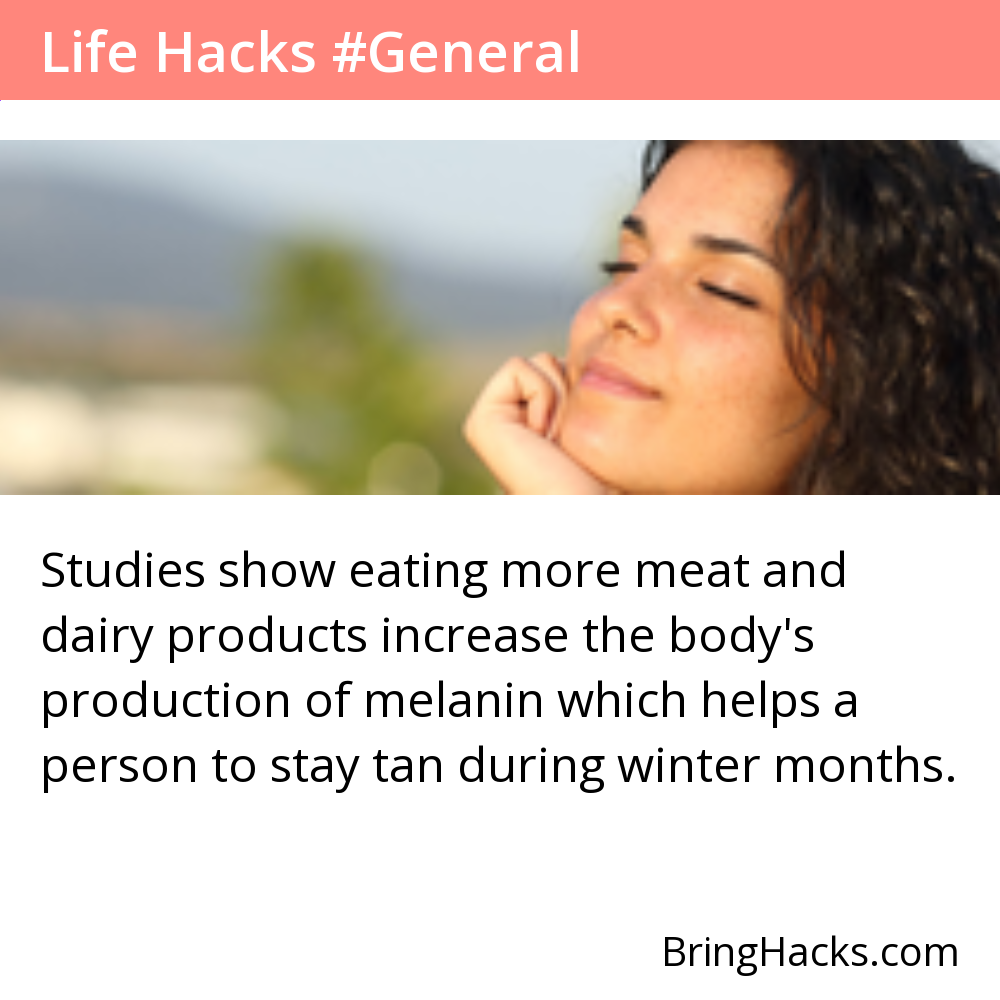 Life Hacks #General
Studies show eating more meat and
dairy products increase the body's
production of melanin which helps a
person to stay tan during winter months.
BringHacks.com